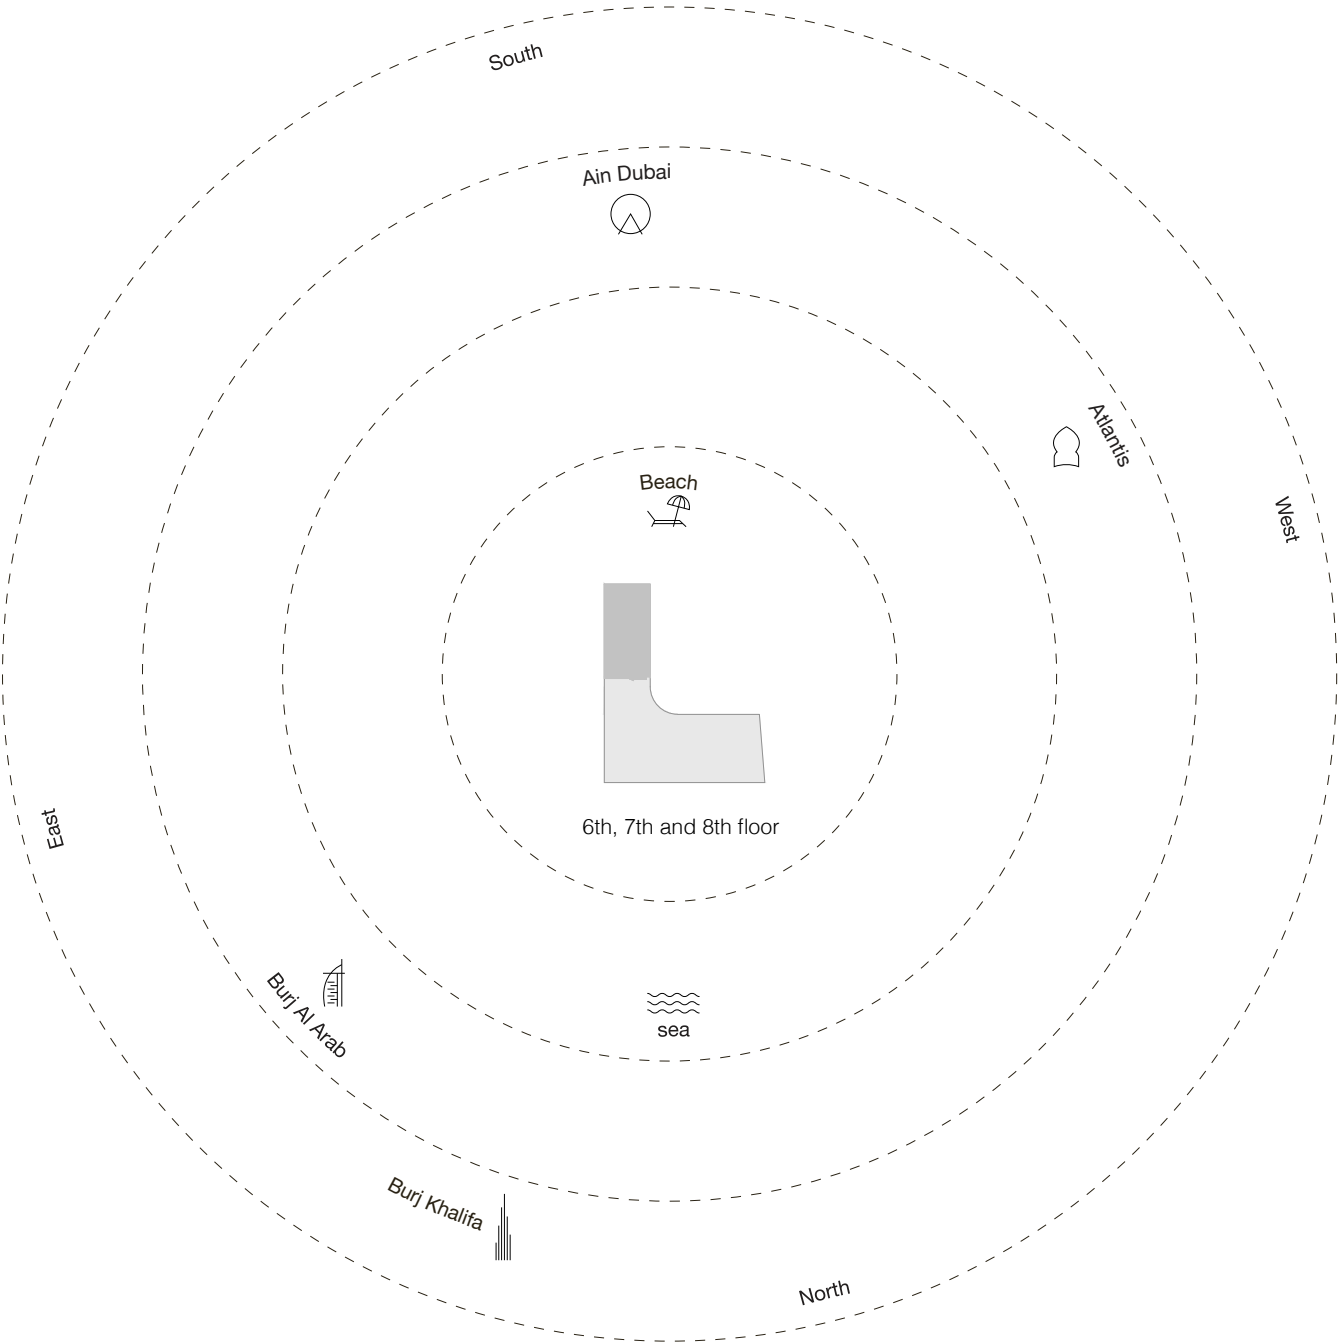 South
Ain Dubai
Atlantis
Beach
West
6th, 7th and 8th floor
East
Burj Al Arab
sea
Burj Khalifa
North